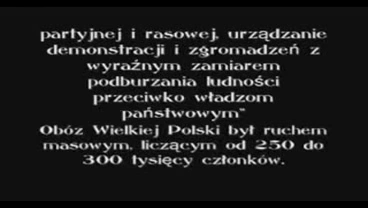 partyjnej i rasowej, urządzanie
demonstracji i zgromadzeń z
wyraźnym zamiarem
podburzania ludności
przeciwko władzom
państwowym"
Obóz Wielkiej Polski był ruchem
masowym, liczącym od 250 do
300 tysięcy członków.